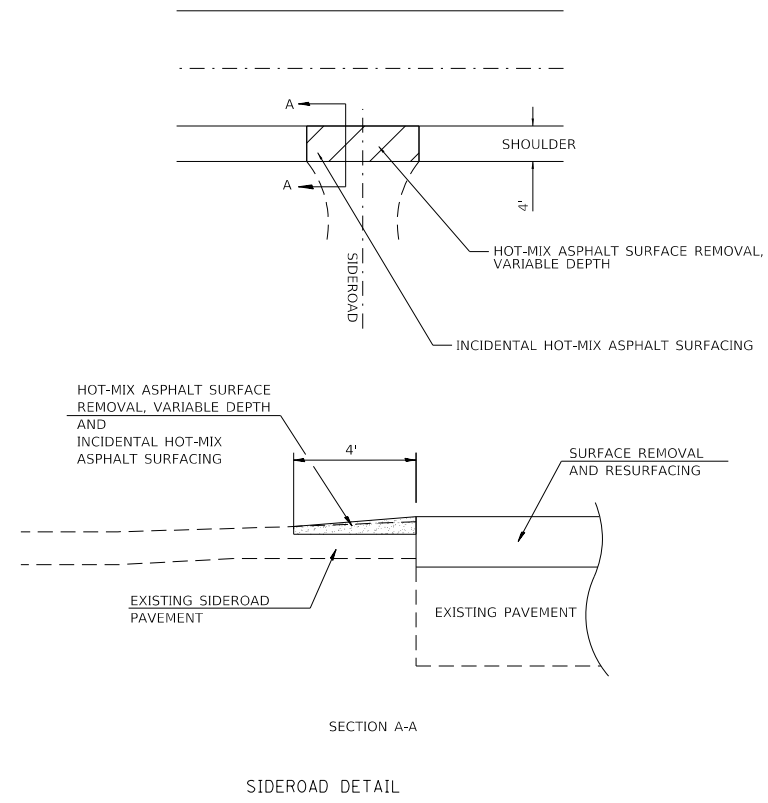 A
SHOULDER
A
4'
HOT-MIX ASPHALT SURFACE REMOVAL,
VARIABLE DEPTH
SIDEROAD
INCIDENTAL HOT-MIX ASPHALT SURFACING
HOT-MIX ASPHALT SURFACE
REMOVAL, VARIABLE DEPTH
AND
INCIDENTAL HOT-MIX
ASPHALT SURFACING
4'
SURFACE REMOVAL
AND RESURFACING
EXISTING SIDEROAD
PAVEMENT
EXISTING PAVEMENT
SECTION A-A
SIDEROAD DETAIL